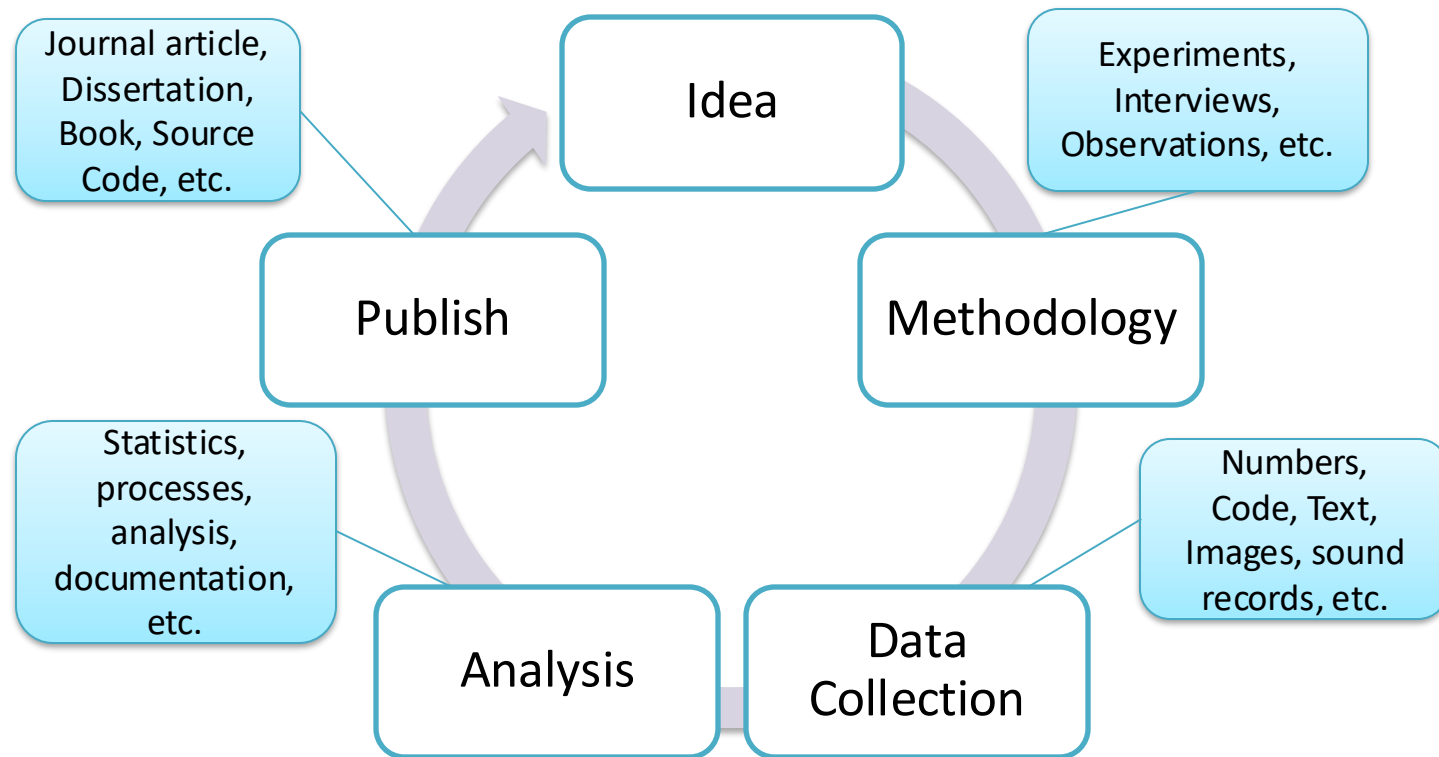 Idea
Experiments,
Interviews,
Observations, etc.
Methodology
Numbers,
Code, Text,
Images, sound
records, etc.
Data
Collection
Analysis
Statistics,
processes,
analysis,
documentation,
etc.
Publish
Journal article,
Dissertation,
Book, Source
Code, etc.